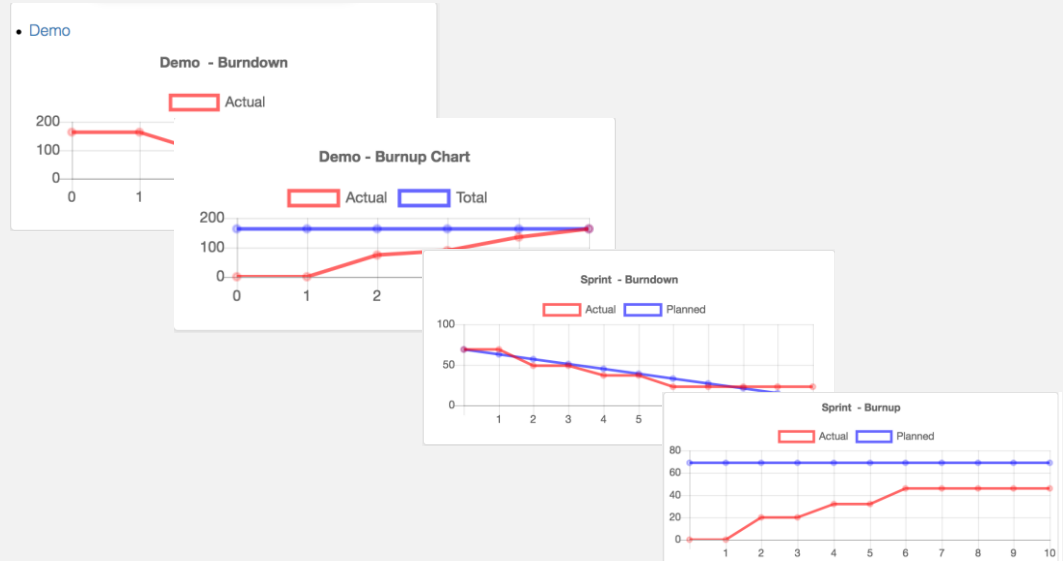 Demo
Demo - Burndown
Actual
200
100
0
0 1
Demo - Burnup Chart
Actual Total
200
100
0
0 1 2
Sprint - Burndown
Actual Planned
100
50
0
1 2 3 4 5
Sprint - Burnup
Actual Planned
80
60
40
20
0
1 2 3 4 5 6 7 8 9 10